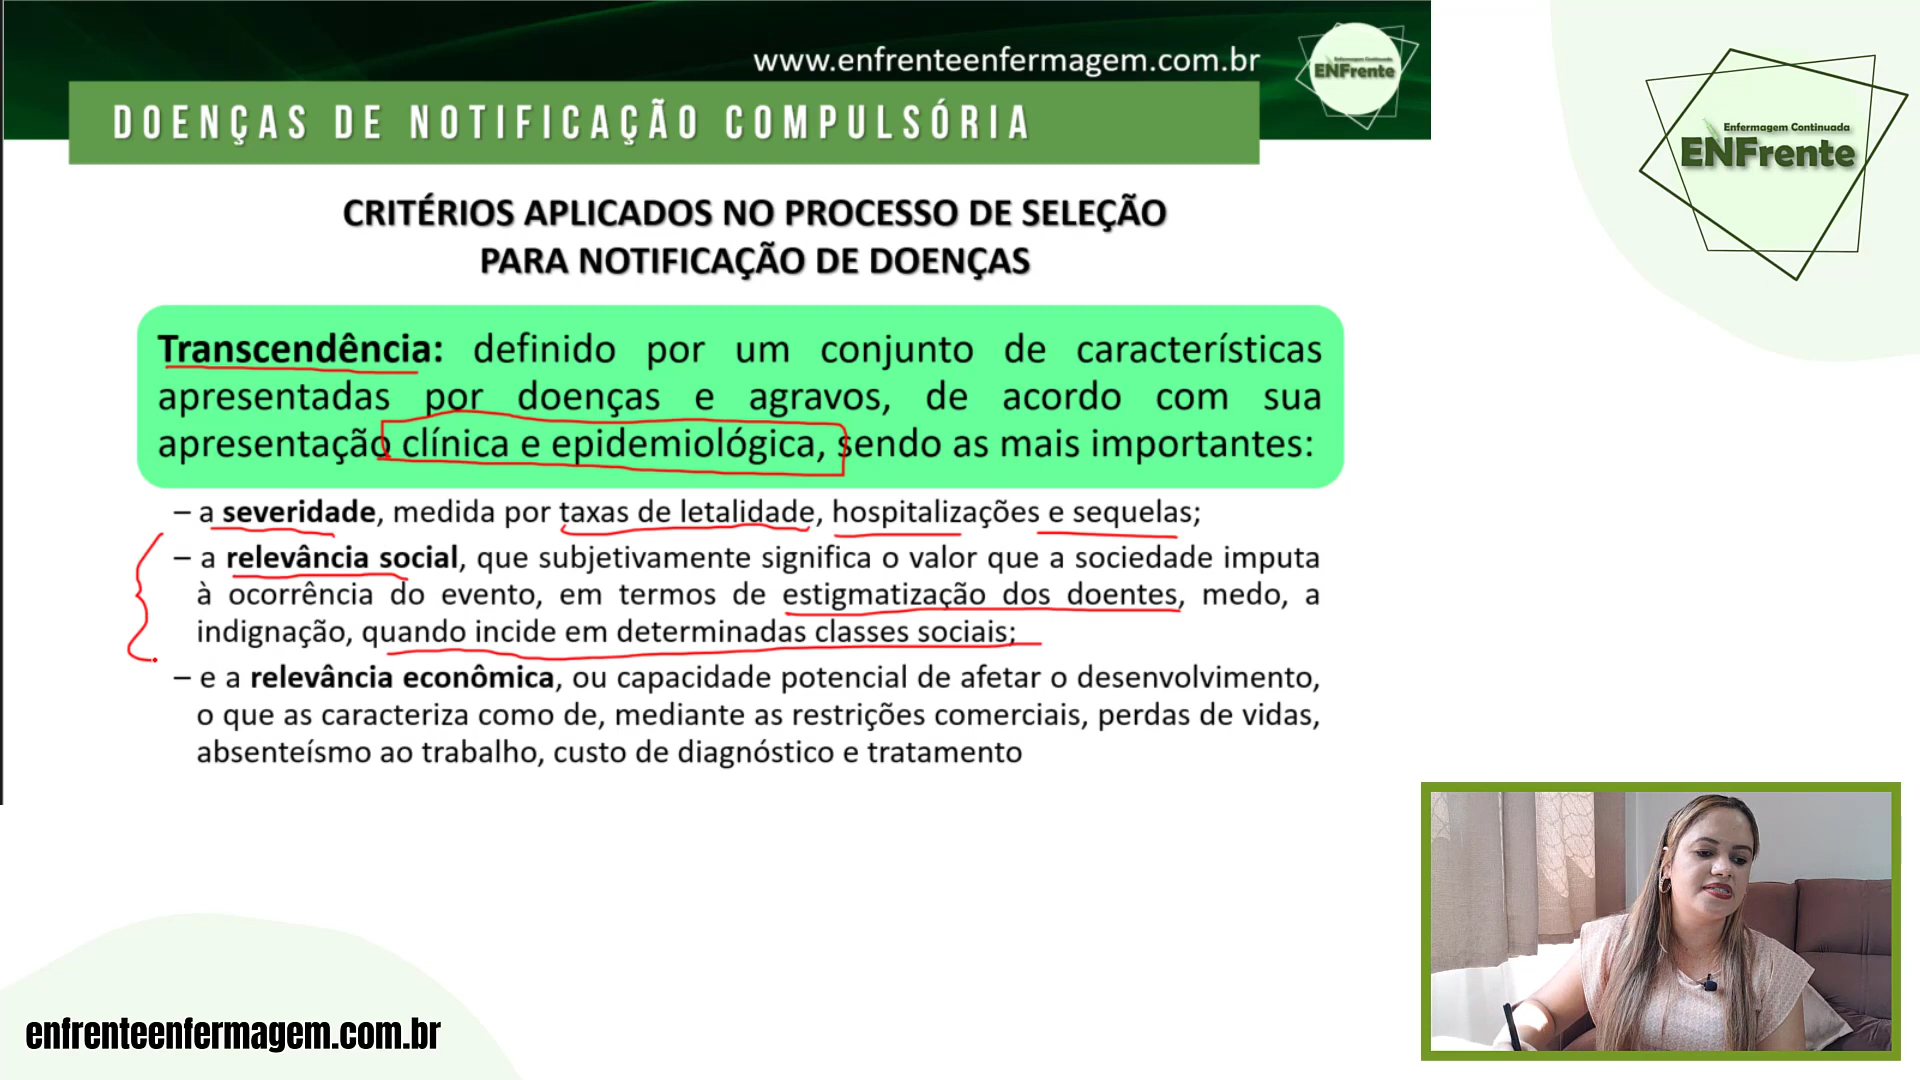 www.enfrenteenfermagem.com.br
Enfermagem Continuada
ENFrente
DOENÇAS DE NOTIFICAÇÃO COMPULSÓRIA
Enfermagem Continuada
ENFrente
CRITÉRIOS APLICADOS NO PROCESSO DE SELEÇÃO
PARA NOTIFICAÇÃO DE DOENÇAS
Transcendência: definido por um conjunto de características
apresentadas por doenças e agravos, de acordo com sua
apresentação clínica e epidemiológica, sendo as mais importantes:
– a severidade, medida por taxas de letalidade, hospitalizações e sequelas;
– a relevância social, que subjetivamente significa o valor que a sociedade imputa
à ocorrência do evento, em termos de estigmatização dos doentes, medo, a
indignação, quando incide em determinadas classes sociais;
– e a relevância econômica, ou capacidade potencial de afetar o desenvolvimento,
o que as caracteriza como de, mediante as restrições comerciais, perdas de vidas,
absenteísmo ao trabalho, custo de diagnóstico e tratamento
enfrenteenfermagem.com.br